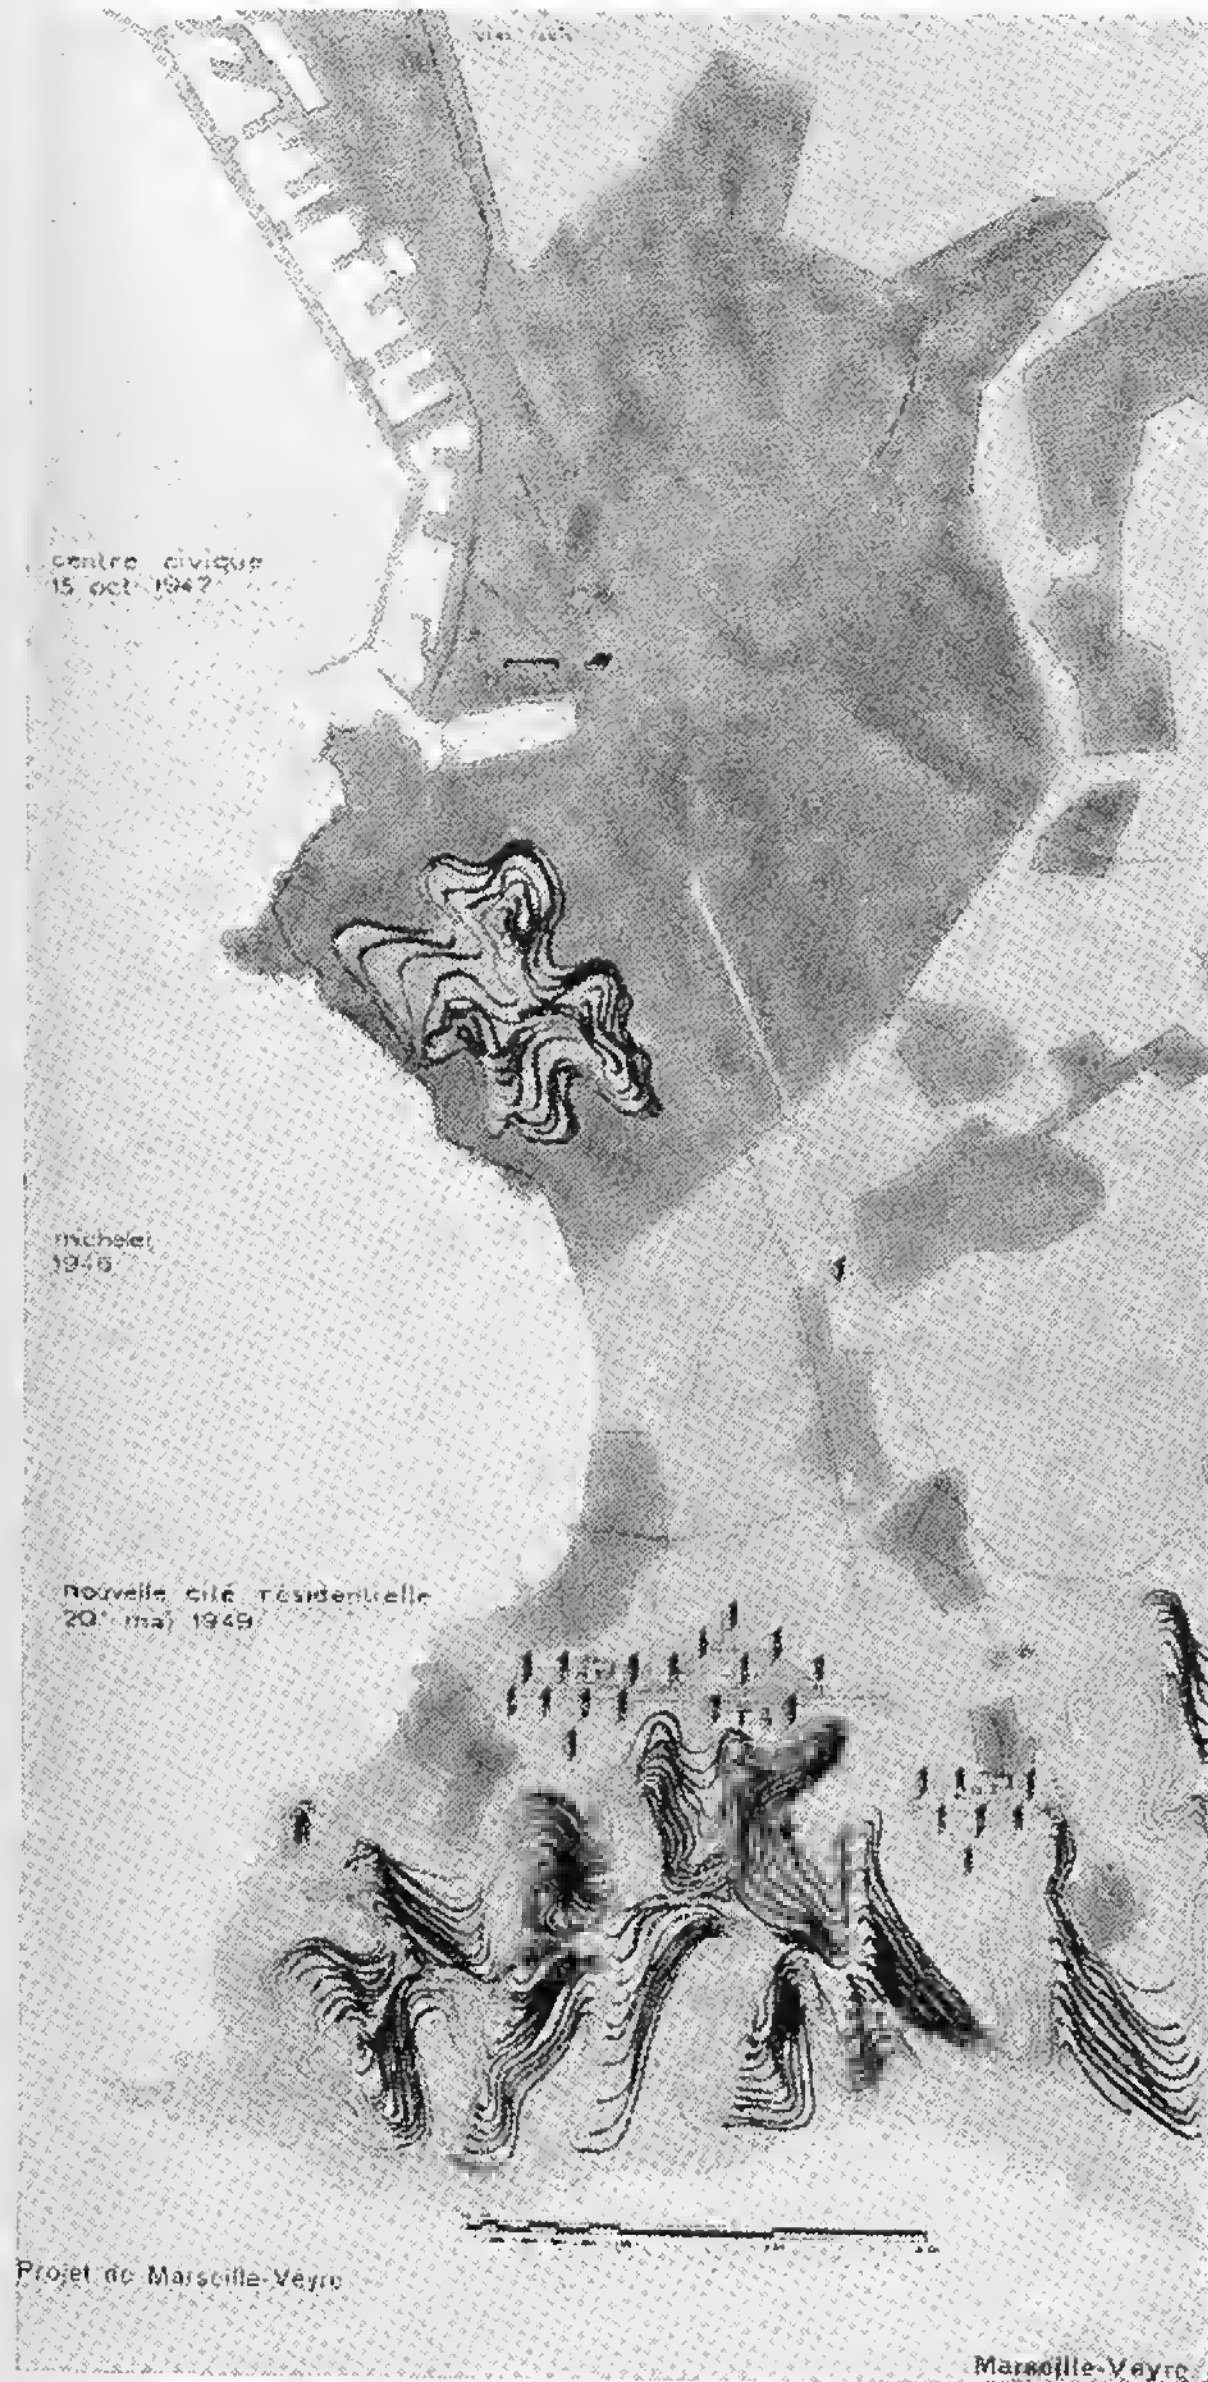 centre civique
15 oct 1947
michelet
1946
nouvelle cité résidentielle
20 mai 1949
Projet de Marseille-Veyre
Marseille-Veyre